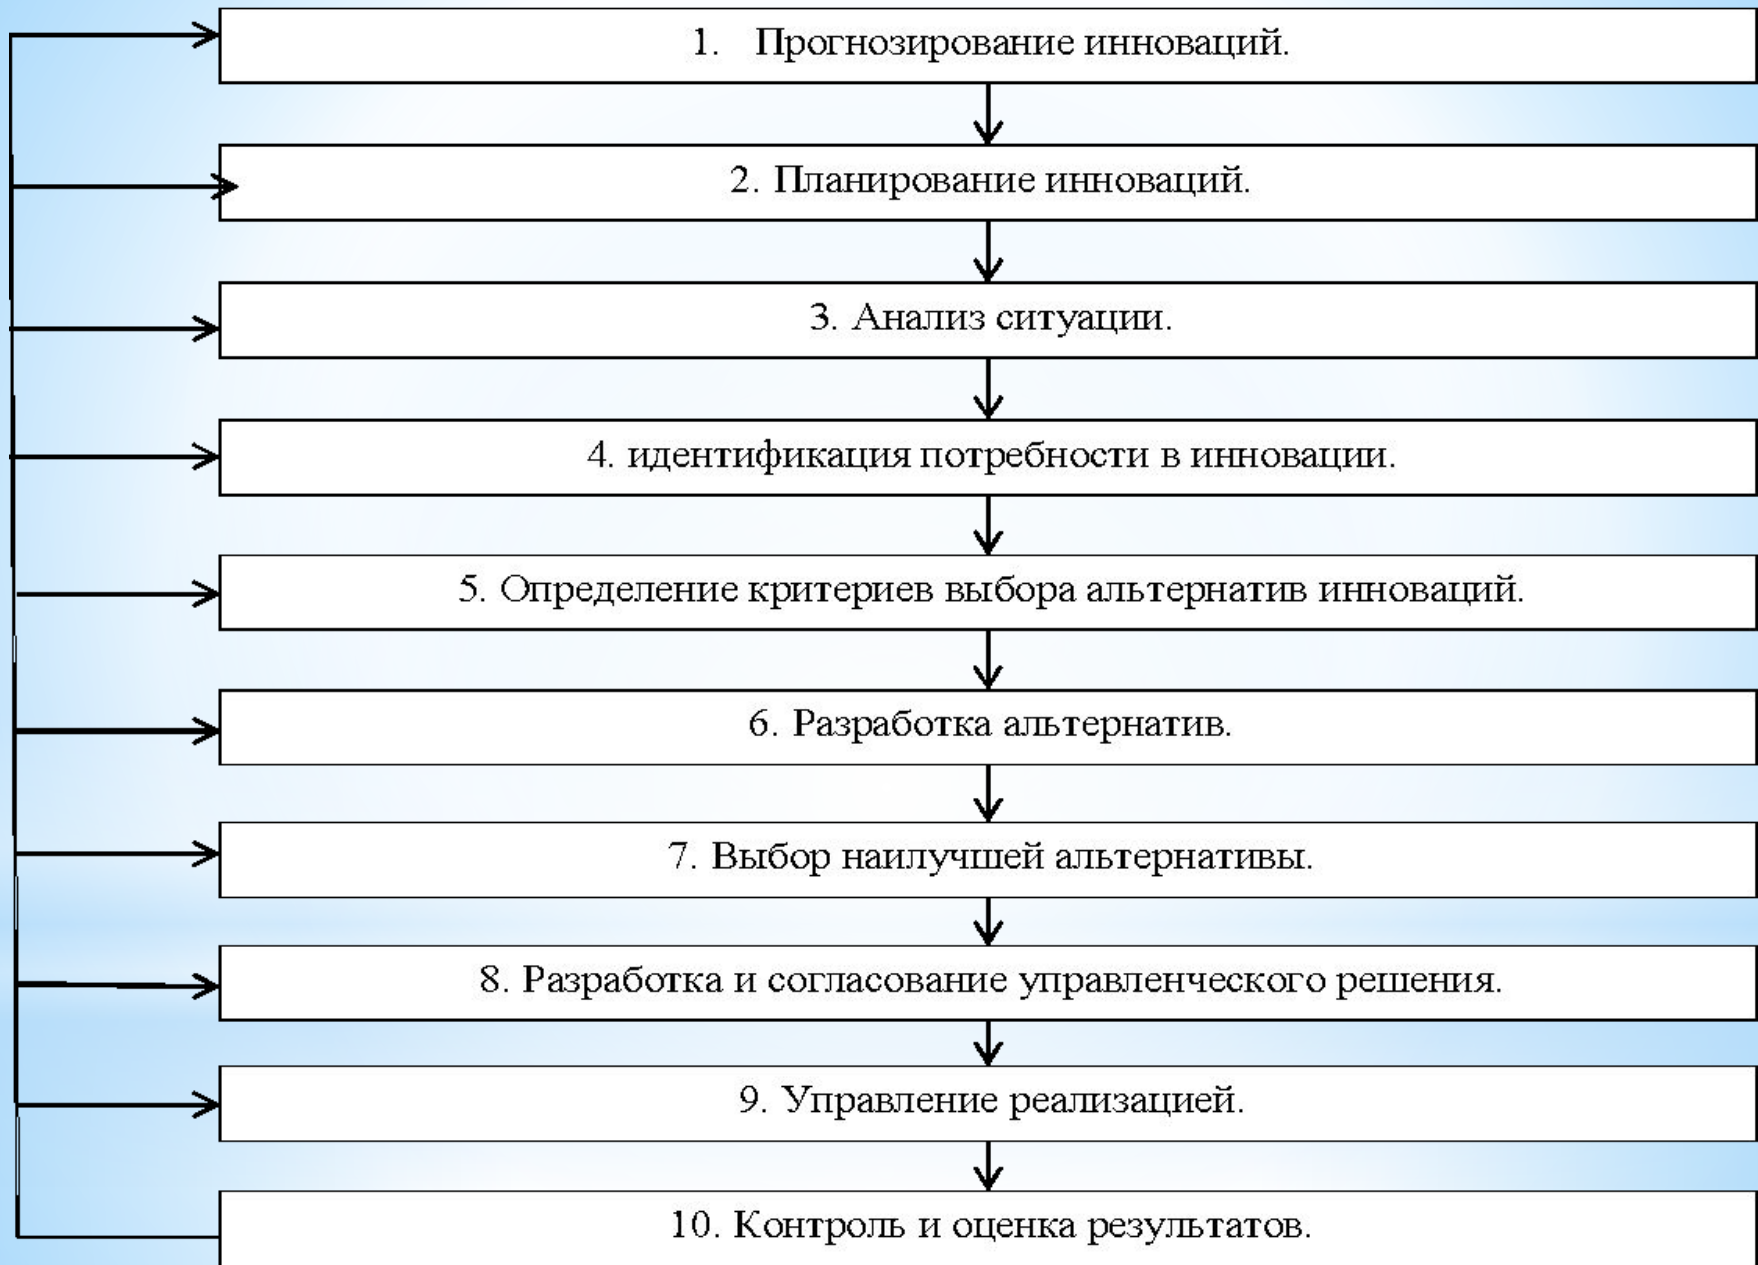 1. Прогнозирование инноваций.
2. Планирование инноваций.
3. Анализ ситуации.
4. идентификация потребности в инновации.
5. Определение критериев выбора альтернатив инноваций.
6. Разработка альтернатив.
7. Выбор наилучшей альтернативы.
8. Разработка и согласование управленческого решения.
9. Управление реализацией.
10. Контроль и оценка результатов.